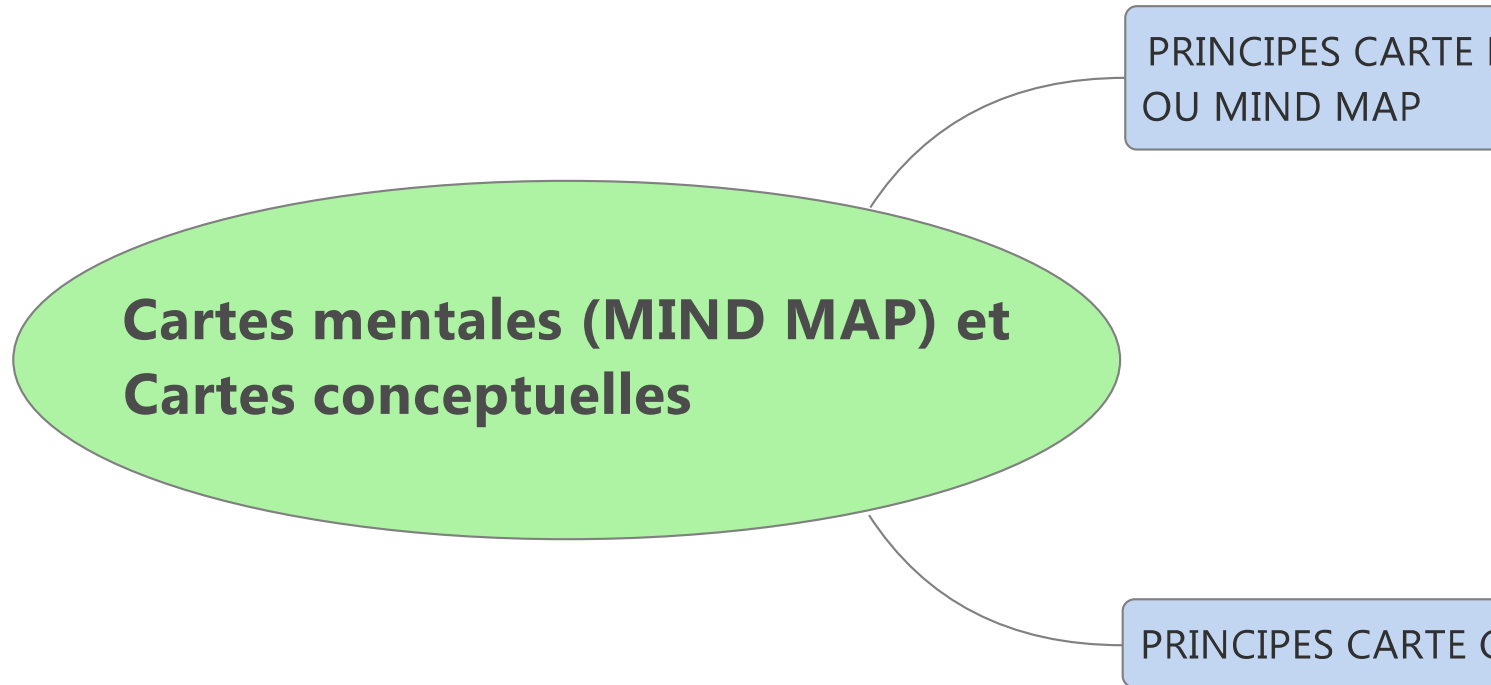 PRINCIPES CARTE
OU MIND MAP
Cartes mentales (MIND MAP) et
Cartes conceptuelles
PRINCIPES CARTE